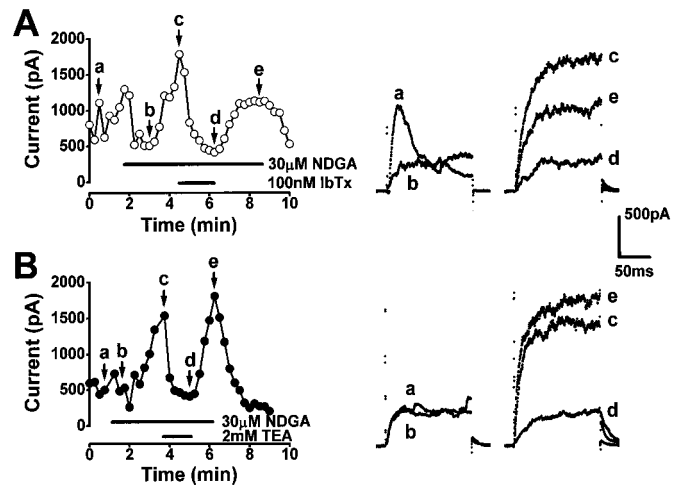 A
Current (pA)
2000
1500
1000
500
0
a
b
c
d
e
30µM NDGA
100nM IbTx
0 2 4 6 8 10
Time (min)
a
b
c
e
d
500pA
50ms
B
Current (pA)
2000
1500
1000
500
0
a
b
c
d
e
30µM NDGA
2mM TEA
0 2 4 6 8 10
Time (min)
a
b
e
c
d